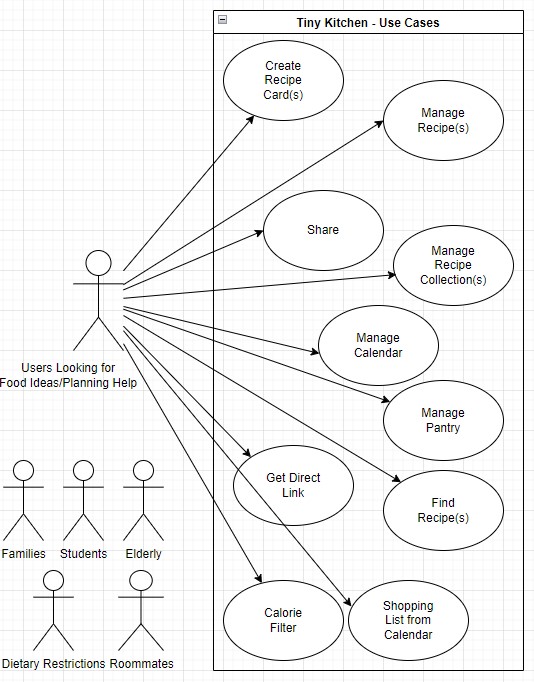 Tiny Kitchen - Use Cases
Create
Recipe
Card(s)
Manage
Recipe(s)
Share
Manage
Recipe
Collection(s)
Manage
Calendar
Users Looking for
Food Ideas/Planning Help
Manage
Pantry
Get Direct
Link
Find
Recipe(s)
Families
Students
Elderly
Calorie
Filter
Shopping
List from
Calendar
Dietary Restrictions
Roommates